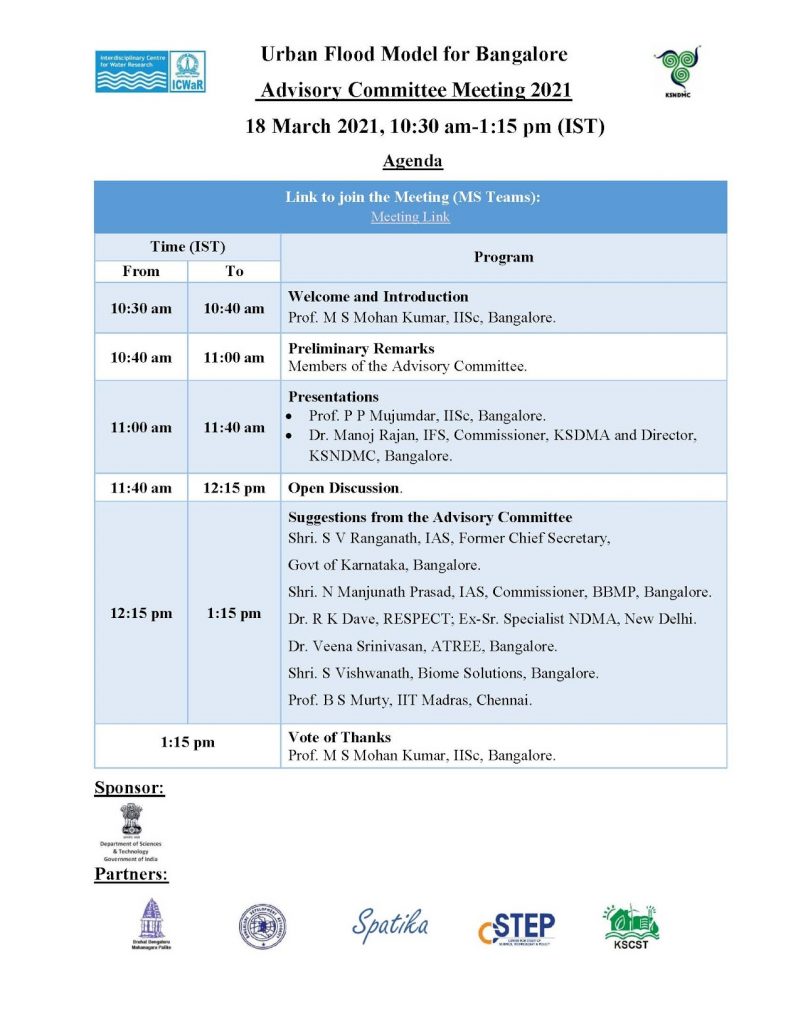 Interdisciplinary Centre
for Water Research
ICWaR
KSNDMC
Urban Flood Model for Bangalore
Advisory Committee Meeting 2021
18 March 2021, 10:30 am-1:15 pm (IST)
Agenda
Link to join the Meeting (MS Teams):
Meeting Link
Time (IST)
Program
From To
10:30 am 10:40 am
Welcome and Introduction
Prof. M S Mohan Kumar, IISc, Bangalore.
10:40 am 11:00 am
Preliminary Remarks
Members of the Advisory Committee.
11:00 am 11:40 am
Presentations
• Prof. P P Mujumdar, IISc, Bangalore.
• Dr. Manoj Rajan, IFS, Commissioner, KSDMA and Director,
KSNDMC, Bangalore.
11:40 am 12:15 pm Open Discussion.
12:15 pm 1:15 pm
Suggestions from the Advisory Committee
Shri. S V Ranganath, IAS, Former Chief Secretary,
Govt of Karnataka, Bangalore.
Shri. N Manjunath Prasad, IAS, Commissioner, BBMP, Bangalore.
Dr. R K Dave, RESPECT; Ex-Sr. Specialist NDMA, New Delhi.
Dr. Veena Srinivasan, ATREE, Bangalore.
Shri. S Vishwanath, Biome Solutions, Bangalore.
Prof. B S Murty, IIT Madras, Chennai.
1:15 pm
Vote of Thanks
Prof. M S Mohan Kumar, IISc, Bangalore.
Sponsor:
Department of Sciences
& Technology
Government of India
Partners:
Bruhat Bengaluru
Mahanagara Palike
Spatika
CSTEP
CENTER FOR STUDY OF
SCIENCE, TECHNOLOGY & POLICY
KSCST